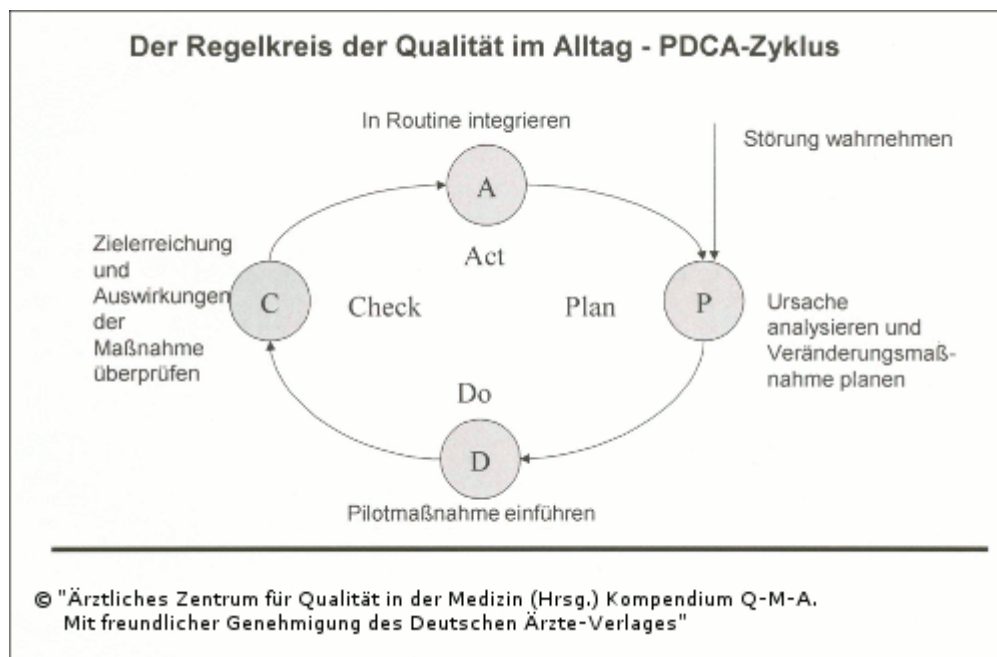 Der Regelkreis der Qualität im Alltag - PDCA-Zyklus
In Routine integrieren
Störung wahrnehmen
A
Act
Zielerreichung
und
Auswirkungen
der
Maßnahme
überprüfen
C
Check
Plan
P
Ursache
analysieren und
Veränderungsmaß-
nahme planen
Do
D
Pilotmaßnahme einführen
© "Ärztliches Zentrum für Qualität in der Medizin (Hrsg.) Kompendium Q-M-A.
Mit freundlicher Genehmigung des Deutschen Ärzte-Verlages"